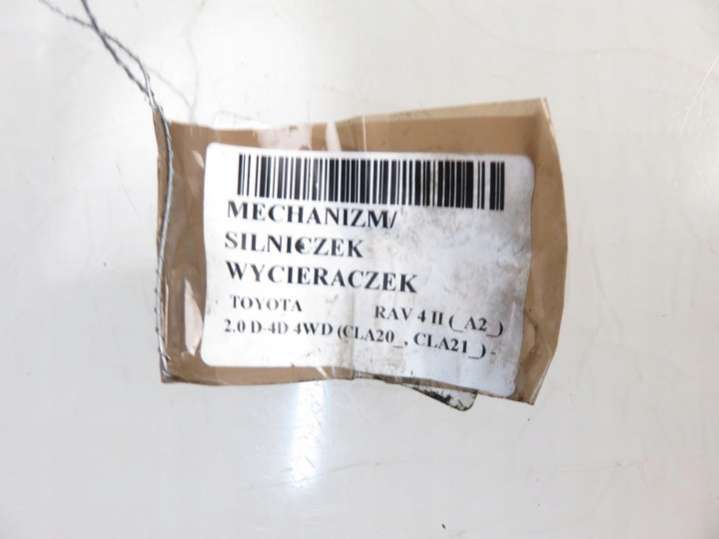 MECHANIZM/
SILNICZEK
WYCIERACZEK
TOYOTA RAV 4 II (_A2_)
2.0 D-4D 4WD (CLA20_, CLA21_) -